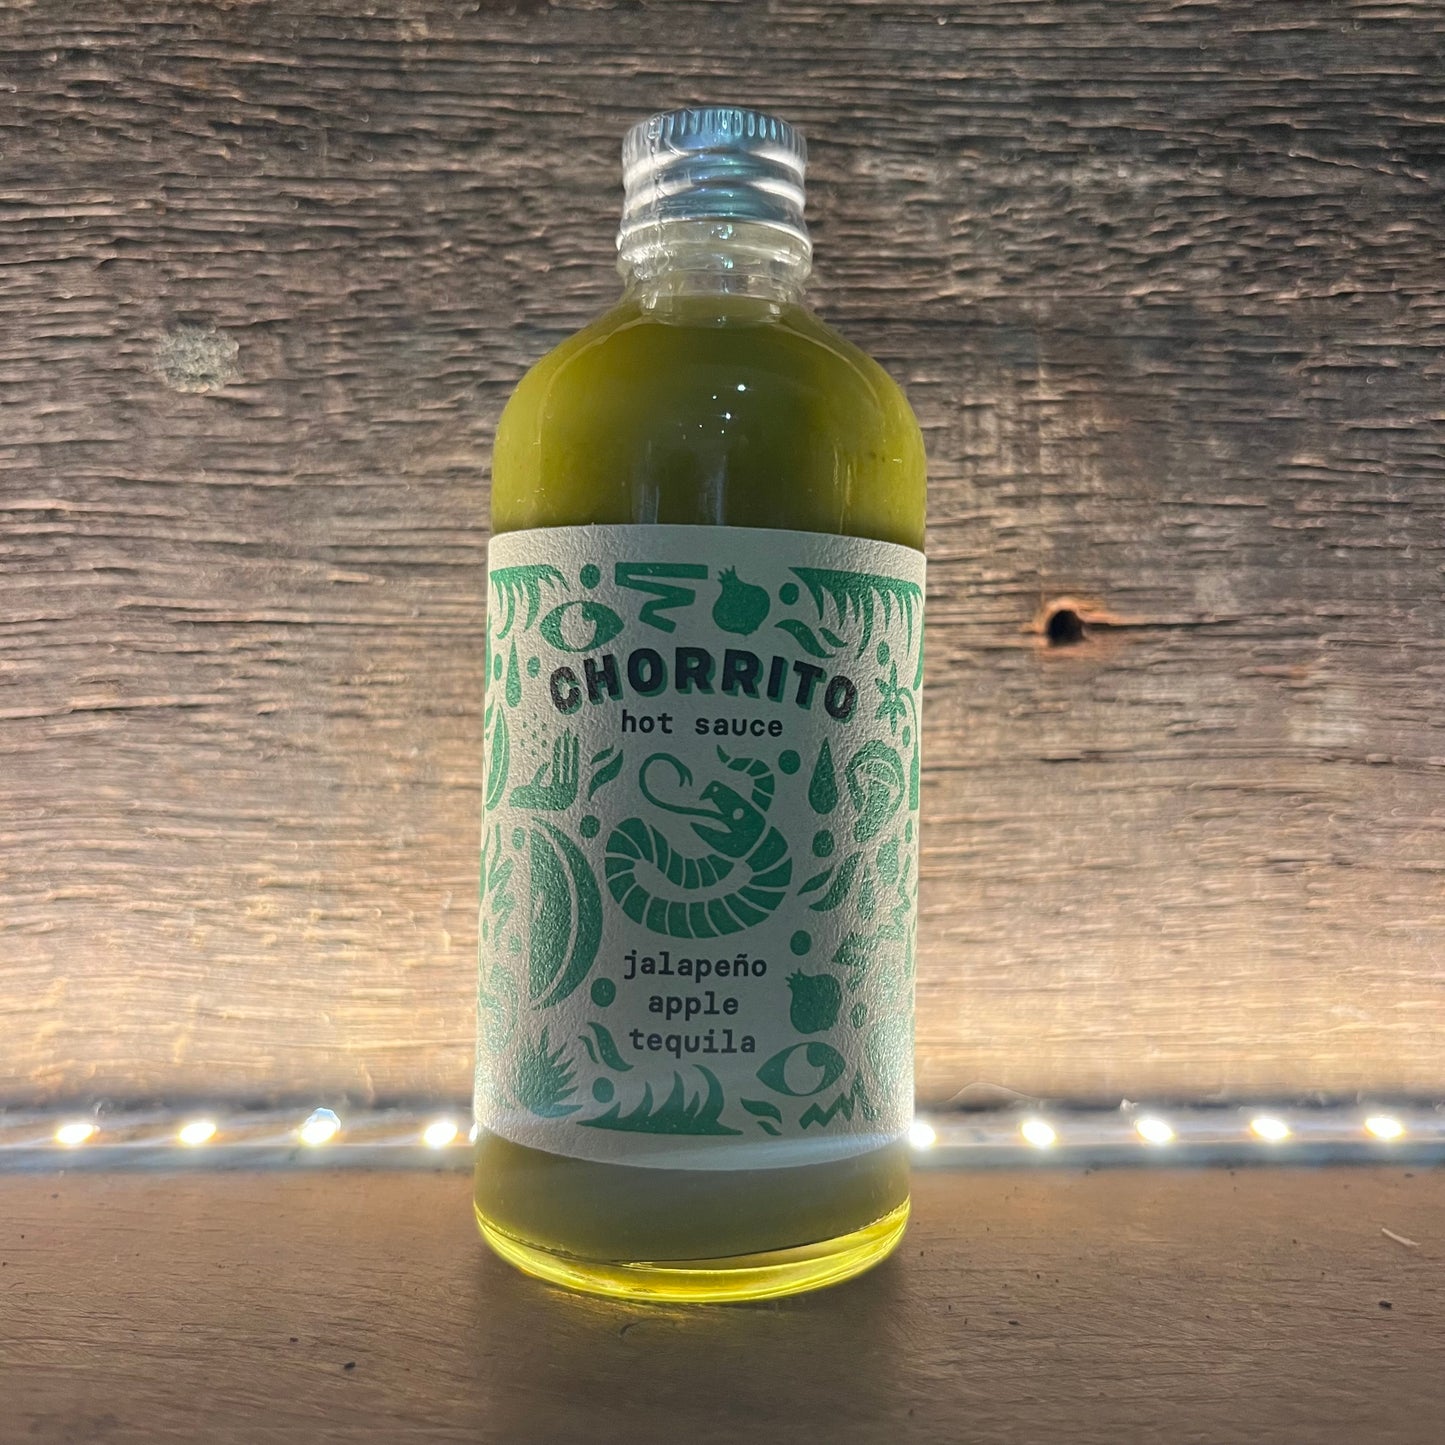 CHORRITO
hot sauce
jalapeño
apple
tequila